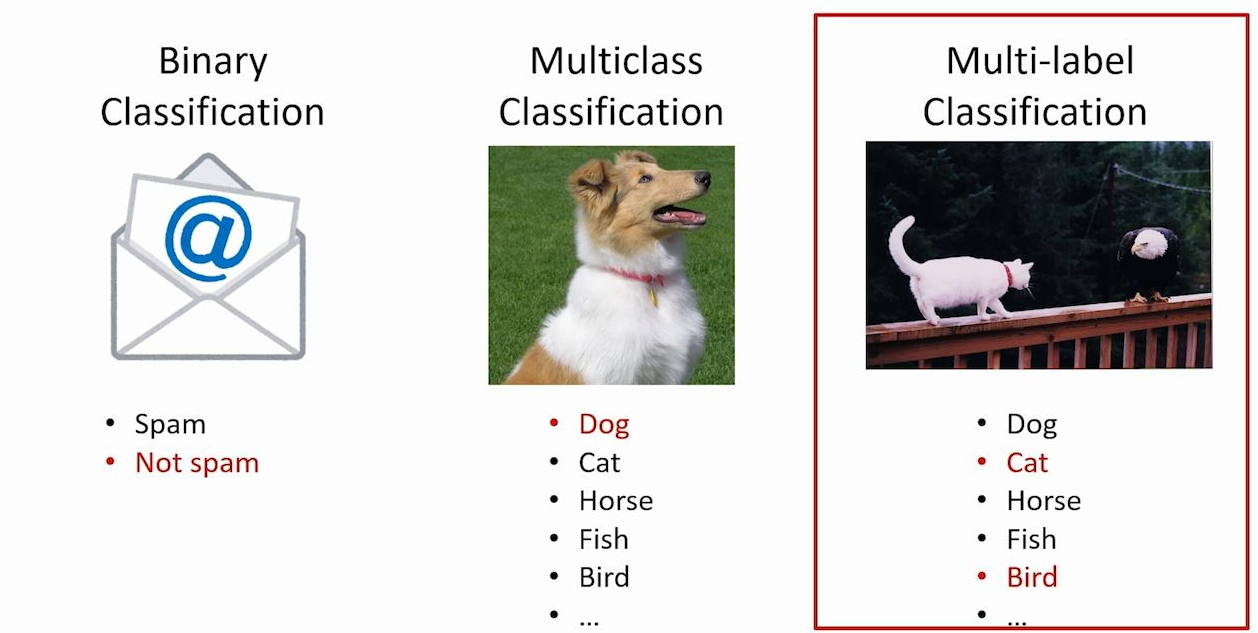 Binary
Classification
@
• Spam
• Not spam
Multiclass
Classification
• Dog
• Cat
• Horse
• Fish
• Bird
• ...
Multi-label
Classification
• Dog
• Cat
• Horse
• Fish
• Bird
• ...